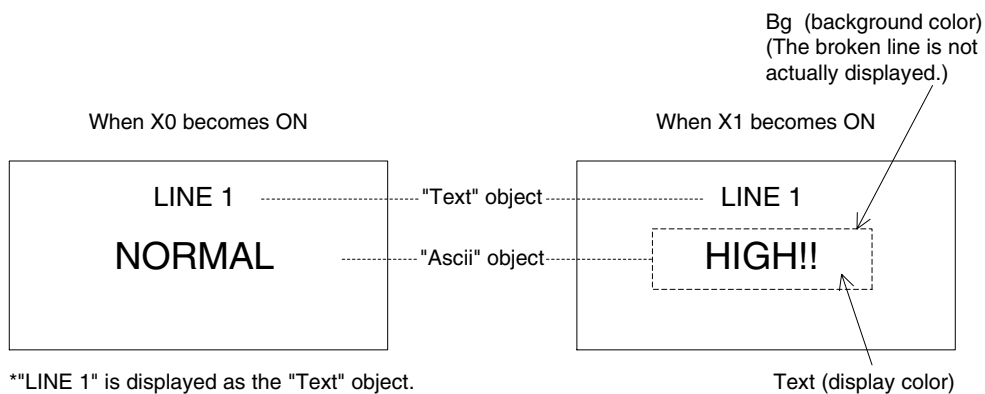 Bg (background color)
(The broken line is not
actually displayed.)
When X0 becomes ON
When X1 becomes ON
LINE 1
"Text" object
LINE 1
NORMAL
"Ascii" object
HIGH!!
*"LINE 1" is displayed as the "Text" object.
Text (display color)